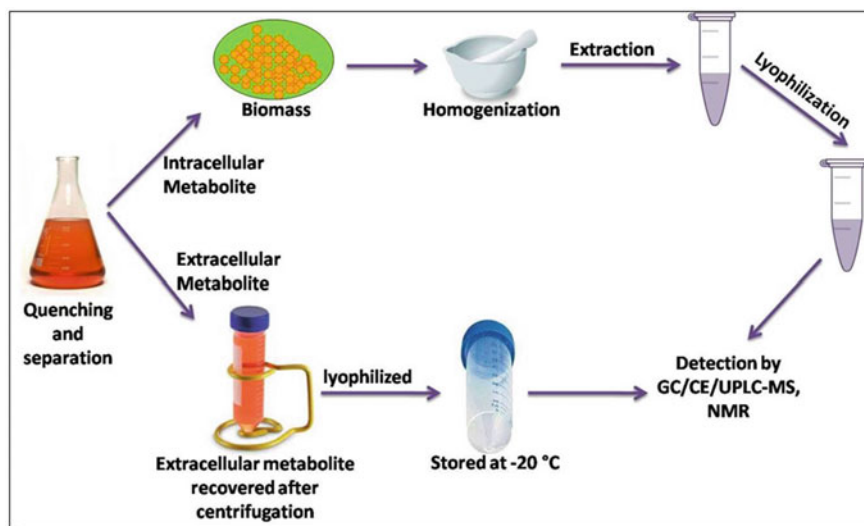 Biomass
Homogenization
Extraction
Lyophilization
Intracellular
Metabolite
Quenching
and
separation
Extracellular
Metabolite
Extracellular metabolite
recovered after
centrifugation
lyophilized
Stored at -20 °C
Detection by
GC/CE/UPLC-MS,
NMR